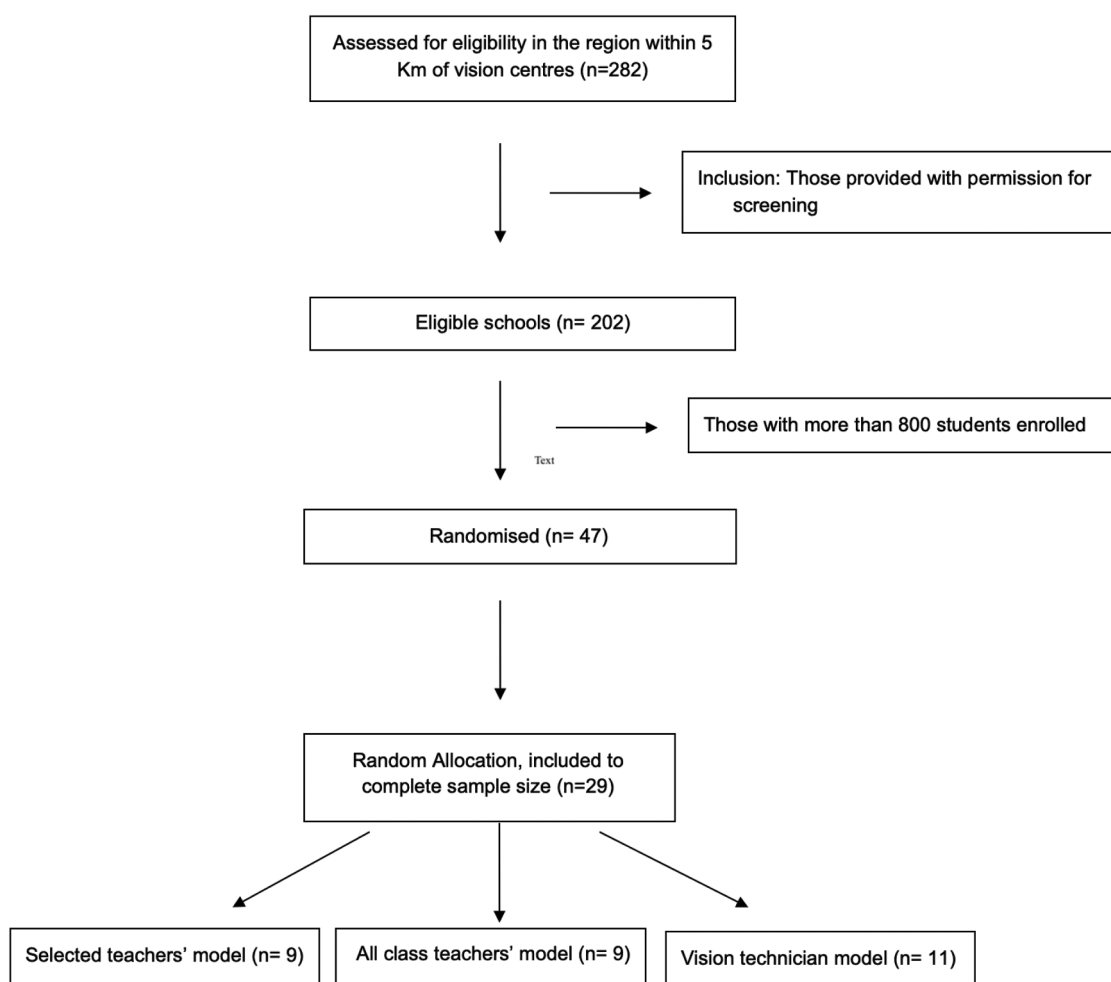 Assessed for eligibility in the region within 5
Km of vision centres (n=282)
Inclusion: Those provided with permission for
screening
Eligible schools (n= 202)
Those with more than 800 students enrolled
Text
Randomised (n= 47)
Random Allocation, included to
complete sample size (n=29)
Selected teachers’ model (n= 9)
All class teachers’ model (n= 9)
Vision technician model (n= 11)